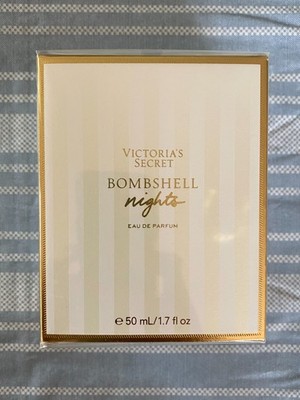 VICTORIA'S
SECRET
BOMBSHELL
nights
EAU DE PARFUM
℮ 50 mL/1.7 fl oz